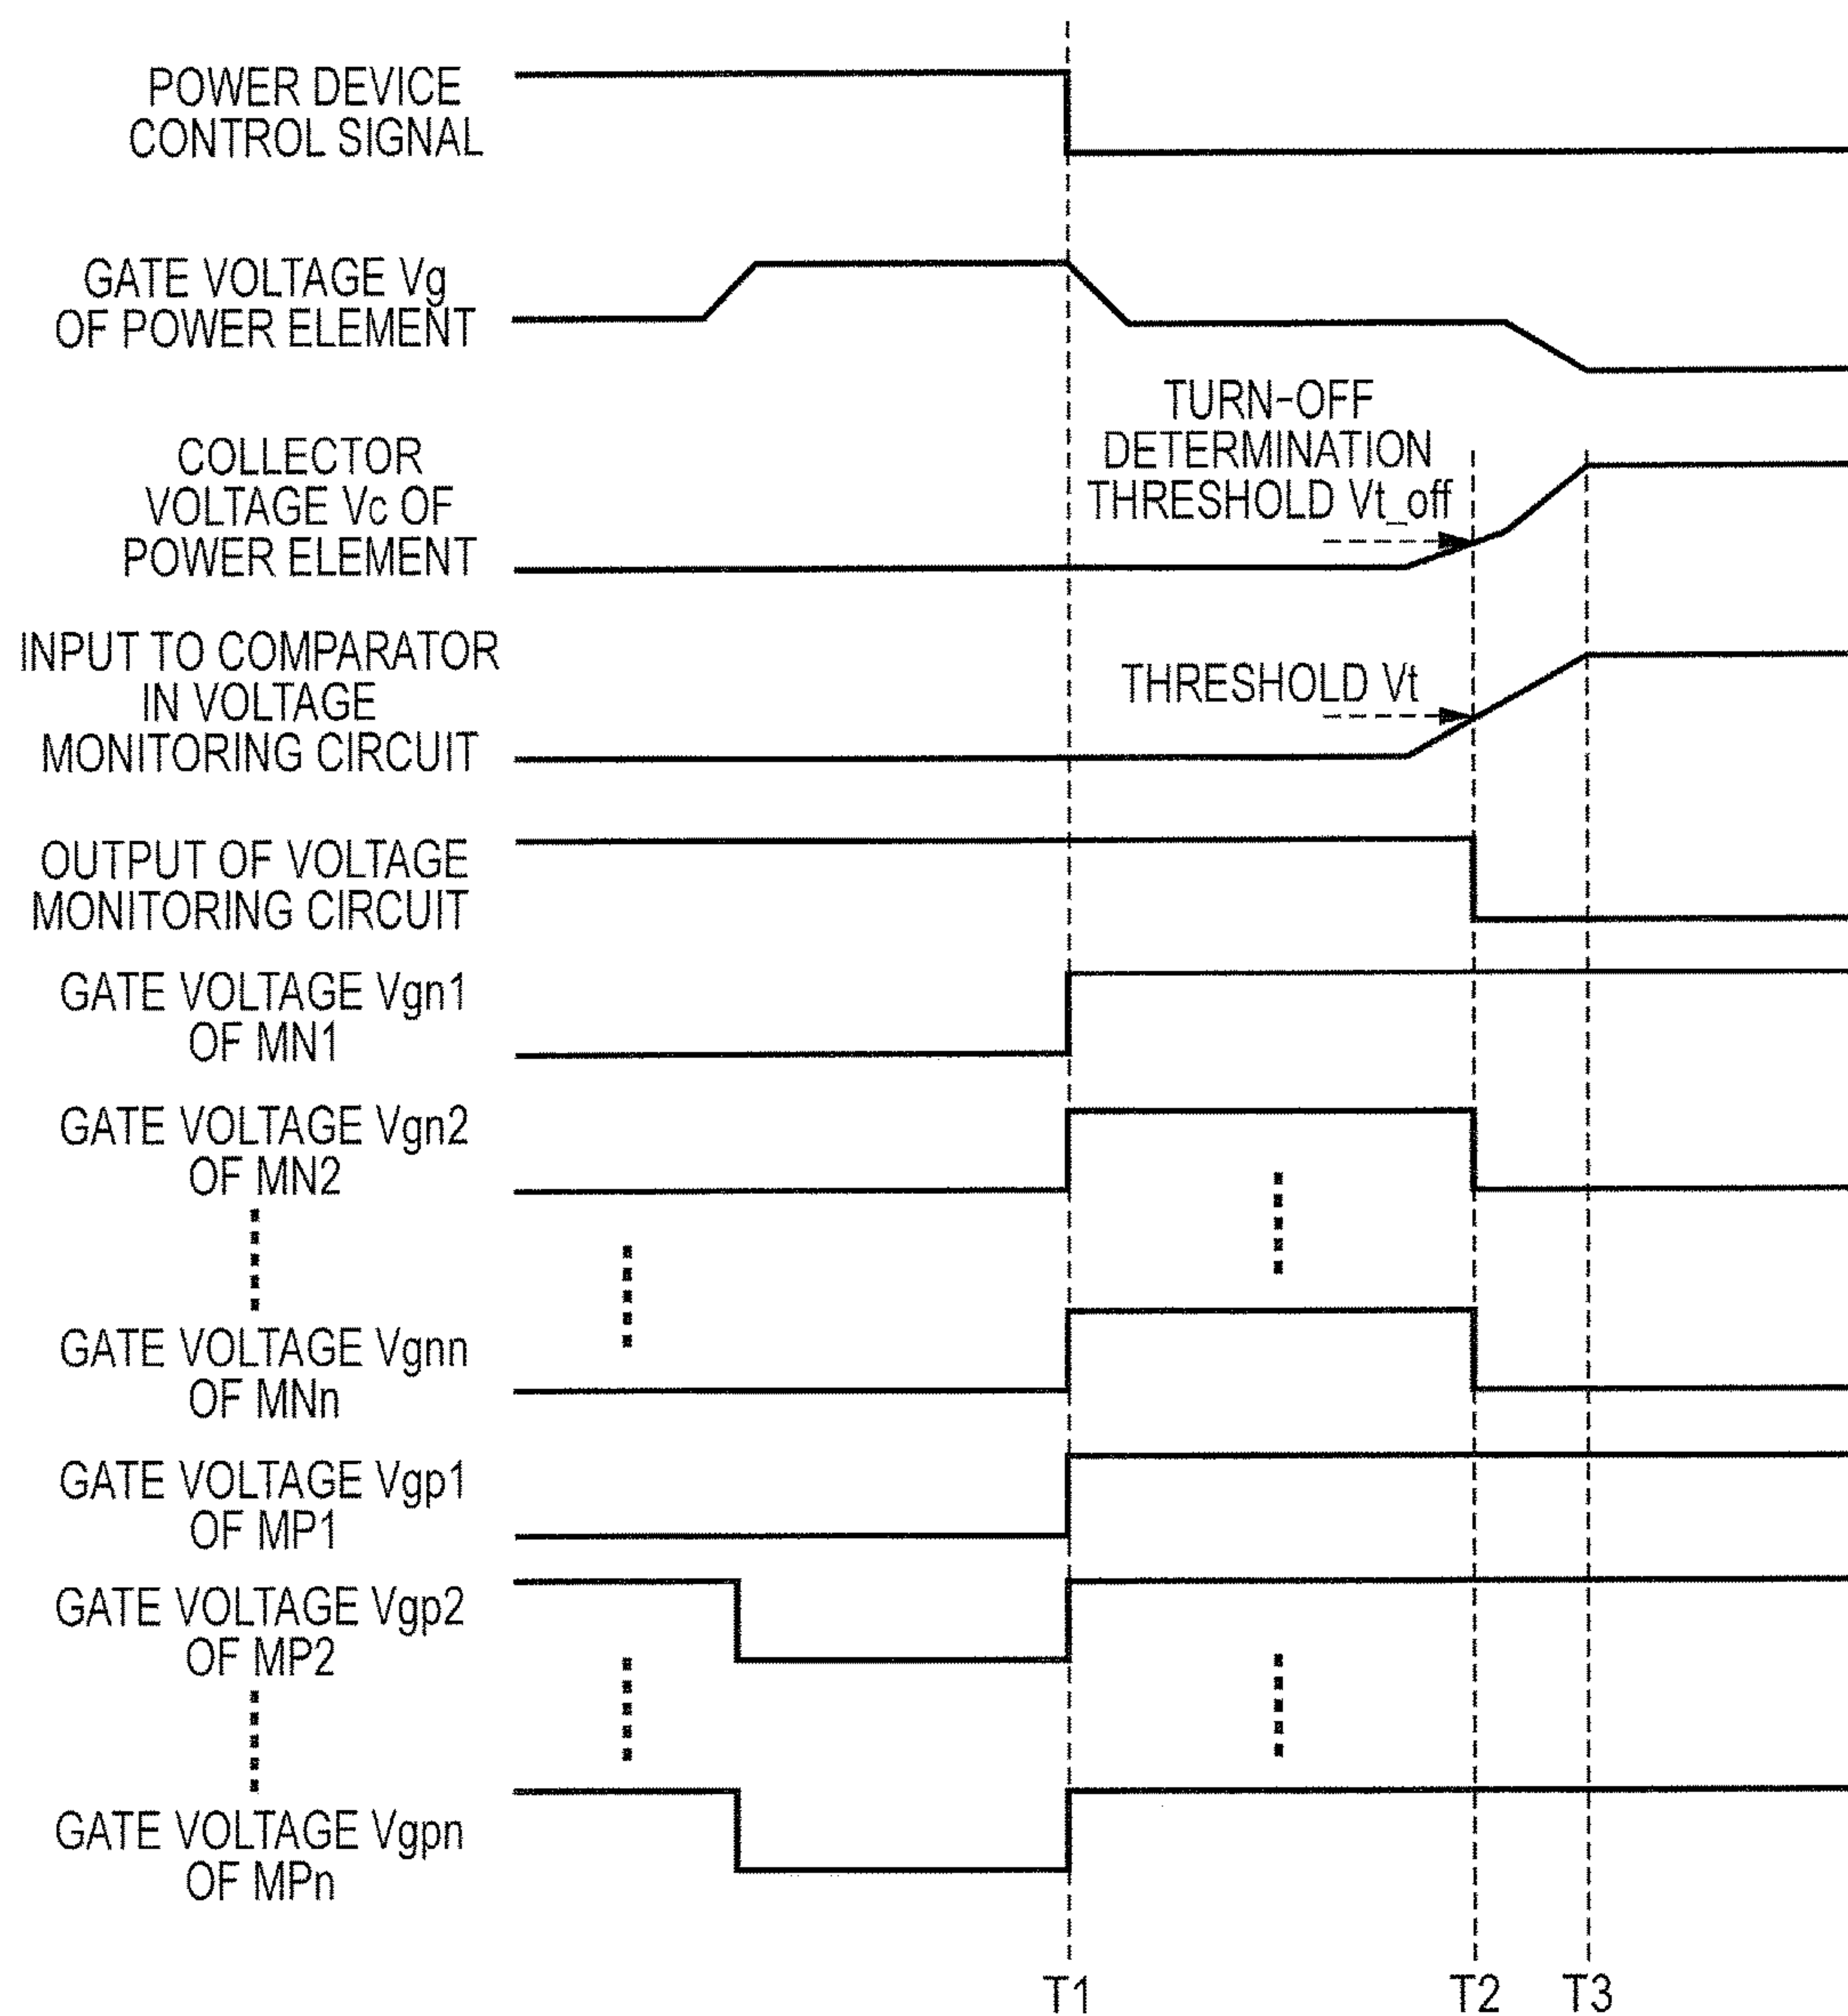 POWER DEVICE
CONTROL SIGNAL
GATE VOLTAGE Vg
OF POWER ELEMENT
COLLECTOR
VOLTAGE Vc OF
POWER ELEMENT
TURN-OFF
DETERMINATION
THRESHOLD Vt_off
INPUT TO COMPARATOR
IN VOLTAGE
MONITORING CIRCUIT
THRESHOLD Vt
OUTPUT OF VOLTAGE
MONITORING CIRCUIT
GATE VOLTAGE Vgn1
OF MN1
GATE VOLTAGE Vgn2
OF MN2
GATE VOLTAGE Vgnn
OF MNn
GATE VOLTAGE Vgp1
OF MP1
GATE VOLTAGE Vgp2
OF MP2
GATE VOLTAGE Vgpn
OF MPn
T1 T2 T3